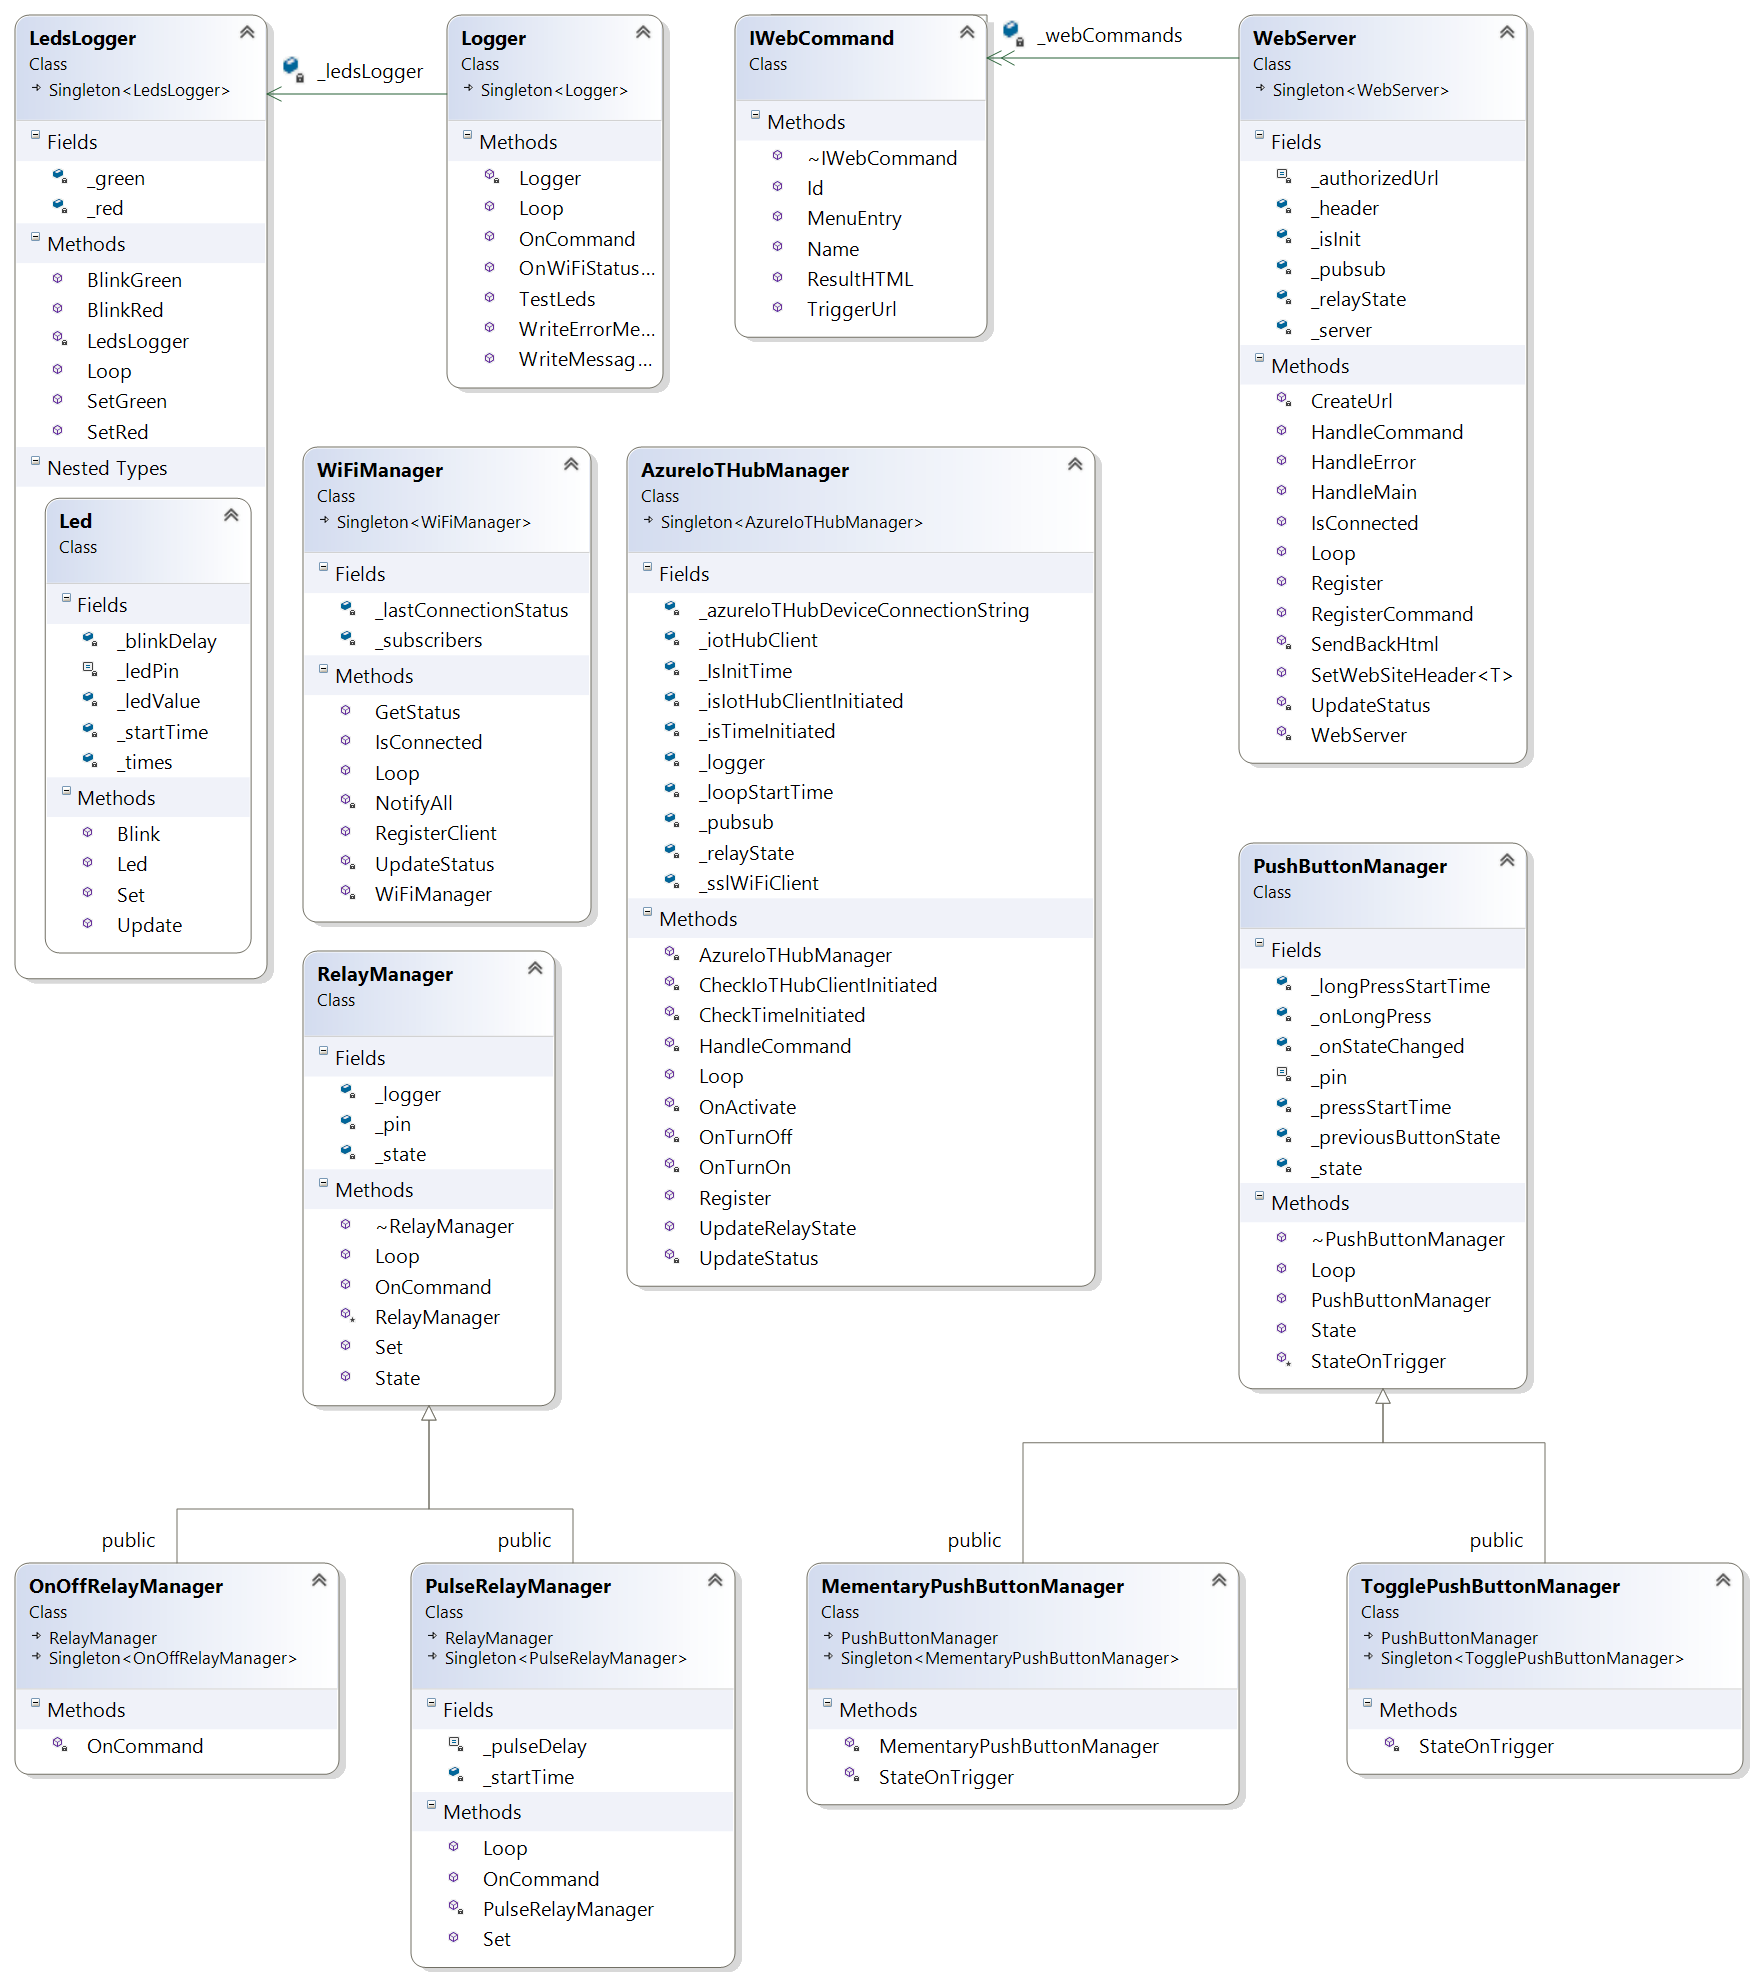 LedsLogger
Class
Singleton<LedsLogger>
Fields
_green
_red
Methods
BlinkGreen
BlinkRed
LedsLogger
Loop
SetGreen
SetRed
Nested Types
Led
Class
Fields
_blinkDelay
_ledPin
_ledValue
_startTime
_times
Methods
Blink
Led
Set
Update
_ledsLogger
Logger
Class
Singleton<Logger>
Methods
Logger
Loop
OnCommand
OnWiFiStatus...
TestLeds
WriteErrorMe...
WriteMessag...
IWebCommand
Class
Methods
~IWebCommand
Id
MenuEntry
Name
ResultHTML
TriggerUrl
_webCommands
WebServer
Class
Singleton<WebServer>
Fields
_authorizedUrl
_header
_isInit
_pubsub
_relayState
_server
Methods
CreateUrl
HandleCommand
HandleError
HandleMain
IsConnected
Loop
Register
RegisterCommand
SendBackHtml
SetWebSiteHeader<T>
UpdateStatus
WebServer
WiFiManager
Class
Singleton<WiFiManager>
Fields
_lastConnectionStatus
_subscribers
Methods
GetStatus
IsConnected
Loop
NotifyAll
RegisterClient
UpdateStatus
WiFiManager
AzureIoTHubManager
Class
Singleton<AzureIoTHubManager>
Fields
_azureIoTHubDeviceConnectionString
_iotHubClient
_IsInitTime
_isIotHubClientInitiated
_isTimeInitiated
_logger
_loopStartTime
_pubsub
_relayState
_sslWiFiClient
Methods
AzureIoTHubManager
CheckIoTHubClientInitiated
CheckTimeInitiated
HandleCommand
Loop
OnActivate
OnTurnOff
OnTurnOn
Register
UpdateRelayState
UpdateStatus
PushButtonManager
Class
Fields
_longPressStartTime
_onLongPress
_onStateChanged
_pin
_pressStartTime
_previousButtonState
_state
Methods
~PushButtonManager
Loop
PushButtonManager
State
StateOnTrigger
RelayManager
Class
Fields
_logger
_pin
_state
Methods
~RelayManager
Loop
OnCommand
RelayManager
Set
State
public
OnOffRelayManager
Class
RelayManager
Singleton<OnOffRelayManager>
Methods
OnCommand
public
PulseRelayManager
Class
RelayManager
Singleton<PulseRelayManager>
Fields
_pulseDelay
_startTime
Methods
Loop
OnCommand
PulseRelayManager
Set
public
MementaryPushButtonManager
Class
PushButtonManager
Singleton<MementaryPushButtonManager>
Methods
MementaryPushButtonManager
StateOnTrigger
public
TogglePushButtonManager
Class
PushButtonManager
Singleton<TogglePushButtonManager>
Methods
StateOnTrigger